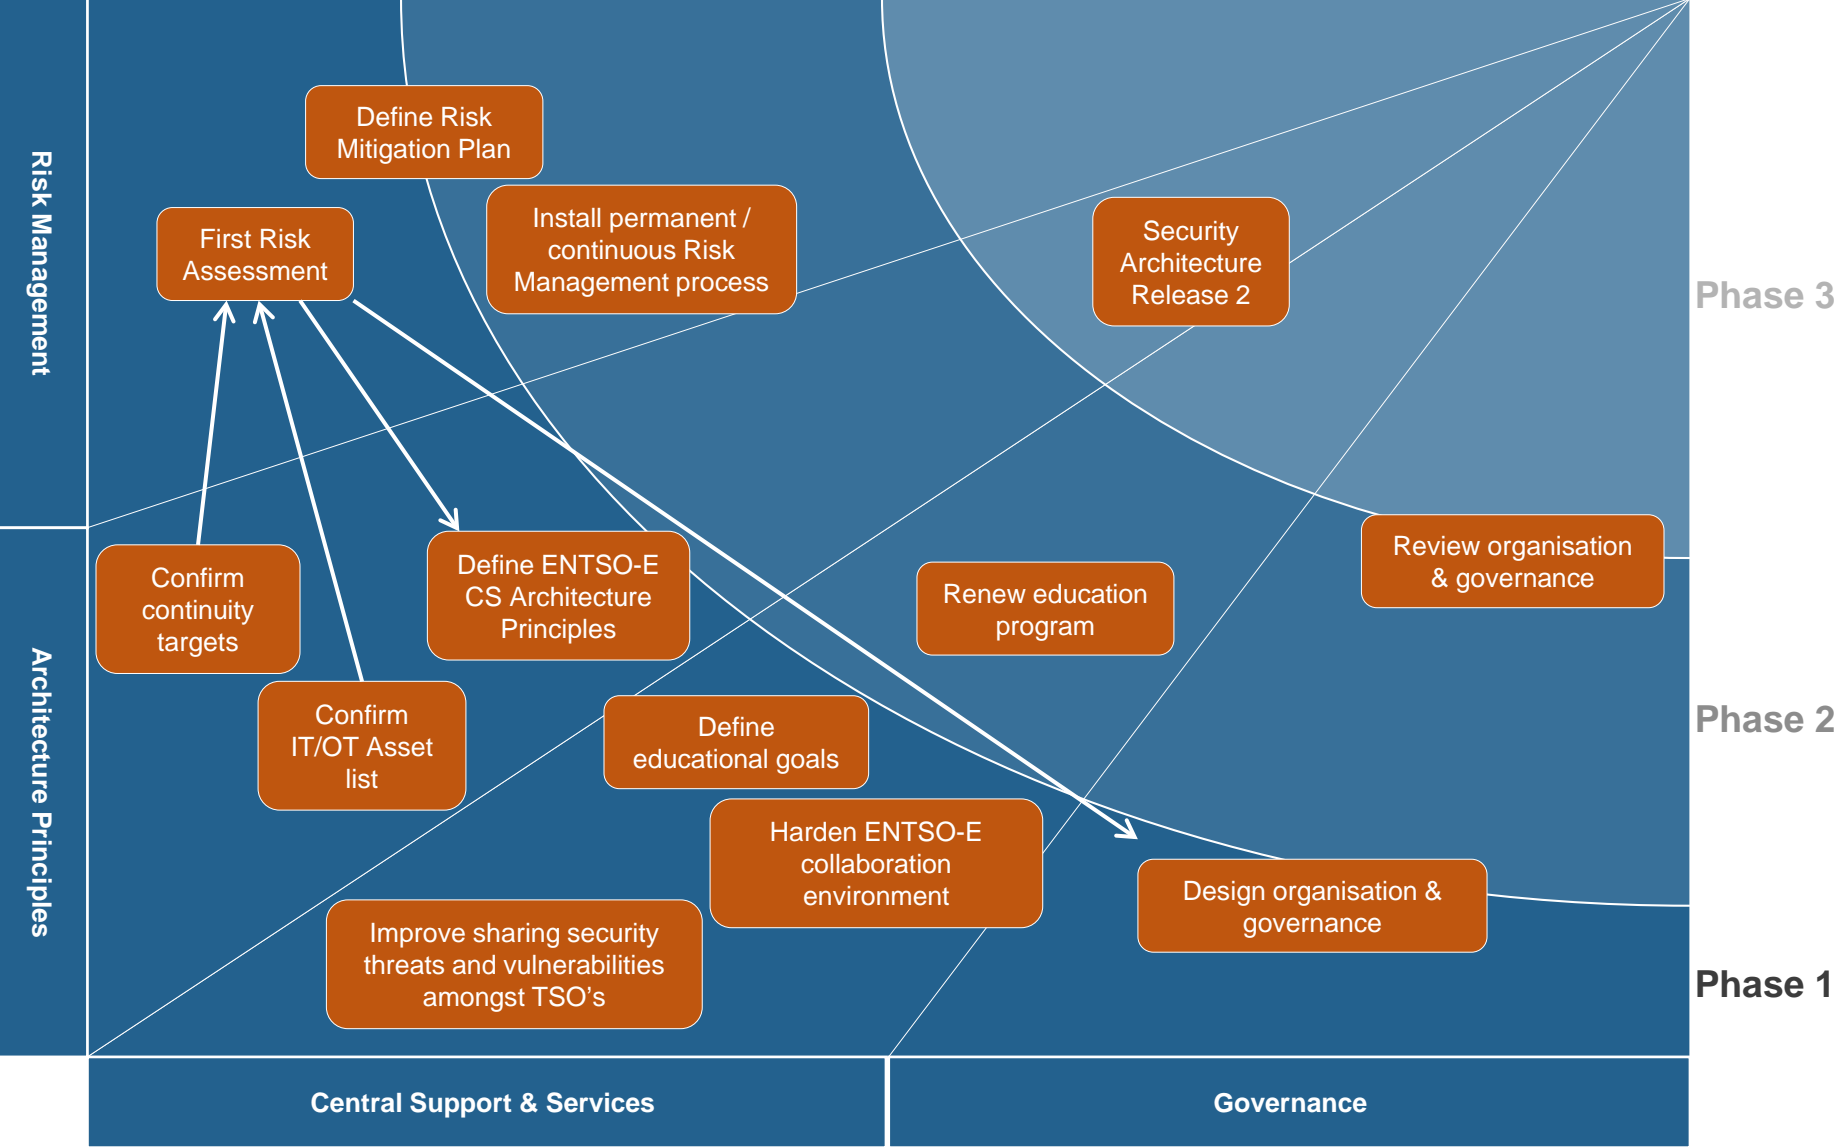 Risk Management
Architecture Principles
Define Risk
Mitigation Plan
First Risk
Assessment
Install permanent /
continuous Risk
Management process
Security
Architecture
Release 2
Phase 3
Confirm
continuity
targets
Define ENTSO-E
CS Architecture
Principles
Renew education
program
Review organisation
& governance
Confirm
IT/OT Asset
list
Define
educational goals
Phase 2
Harden ENTSO-E
collaboration
environment
Design organisation &
governance
Improve sharing security
threats and vulnerabilities
amongst TSO’s
Phase 1
Central Support & Services
Governance